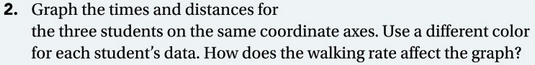 2. Graph the times and distances for
the three students on the same coordinate axes. Use a different color
for each student's data. How does the walking rate affect the graph?